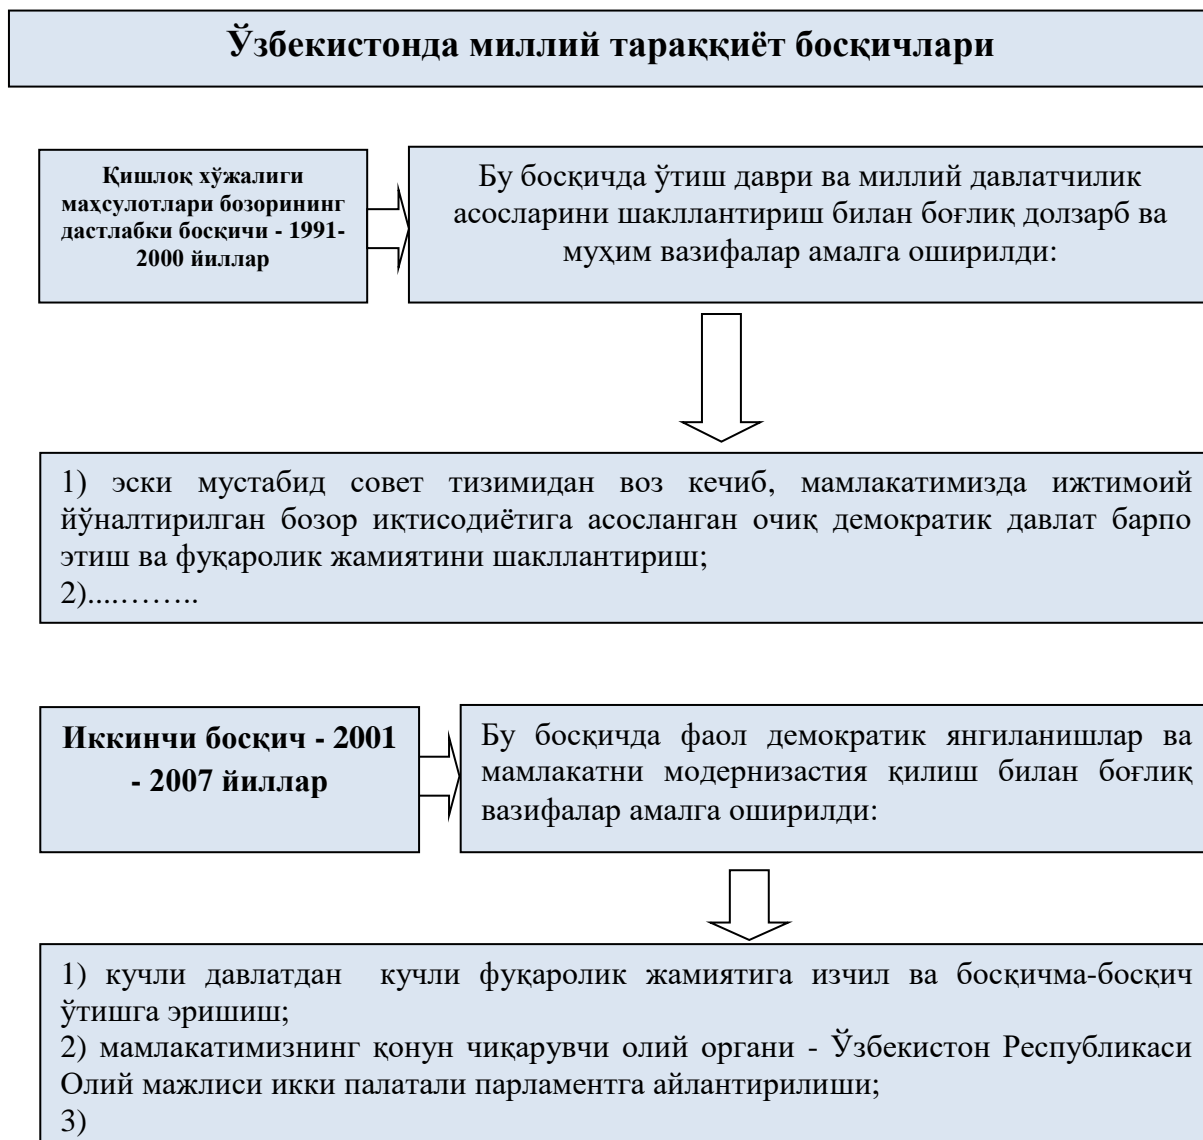 Ўзбекистонда миллий тараққиёт босқичлари
Қишлоқ хўжалиги
маҳсулотлари бозорининг
дастлабки босқичи - 1991-
2000 йиллар
Бу босқичда ўтиш даври ва миллий давлатчилик
асосларини шакллантириш билан боғлиқ долзарб ва
муҳим вазифалар амалга оширилди:
1) эски мустабид совет тизимидан воз кечиб, мамлакатимизда ижтимоий
йўналтирилган бозор иқтисодиётига асосланган очиқ демократик давлат барпо
этиш ва фуқаролик жамиятини шакллантириш;
2)....……..
Иккинчи босқич - 2001
- 2007 йиллар
Бу босқичда фаол демократик янгиланишлар ва
мамлакатни модернизастия қилиш билан боғлиқ
вазифалар амалга оширилди:
1) кучли давлатдан кучли фуқаролик жамиятига изчил ва босқичма-босқич
ўтишга эришиш;
2) мамлакатимизнинг қонун чиқарувчи олий органи - Ўзбекистон Республикаси
Олий мажлиси икки палатали парламентга айлантирилиши;
3)